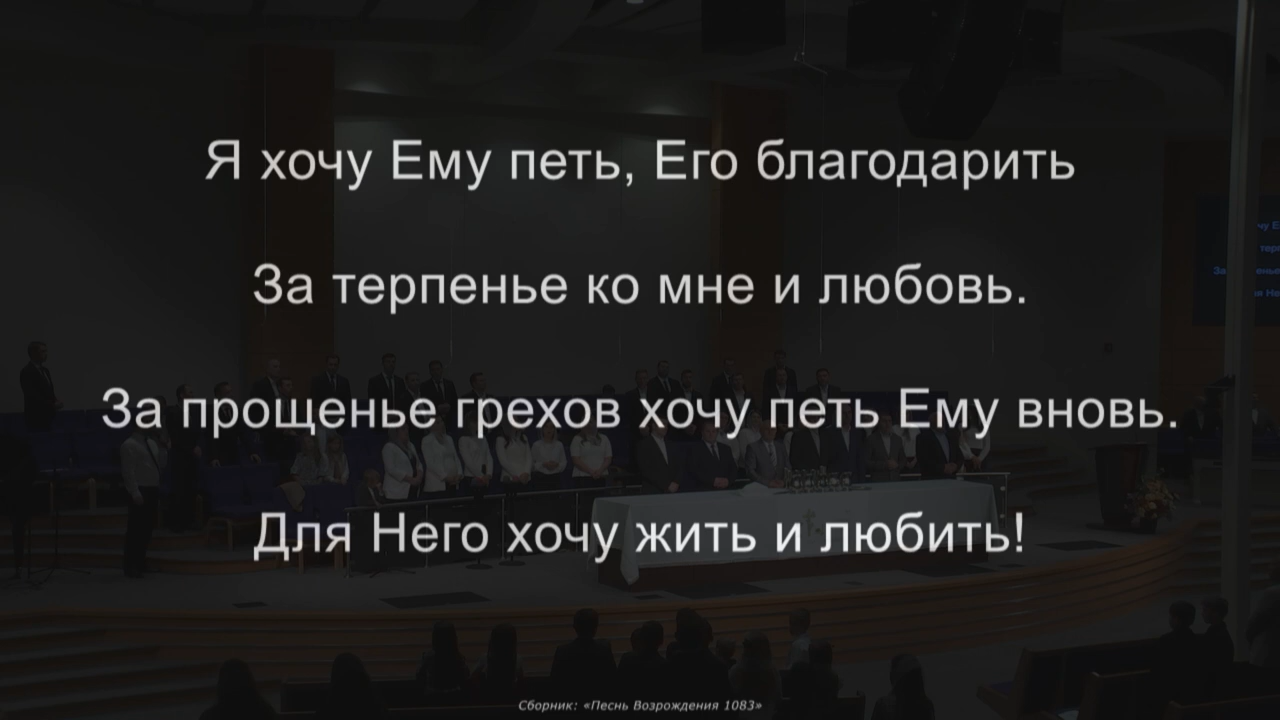 Я хочу Ему петь, Его благодарить
За терпенье ко мне и любовь.
За прощенье грехов хочу петь Ему вновь.
Для Него хочу жить и любить!
Сборник: «Песнь Возрождения 1083»